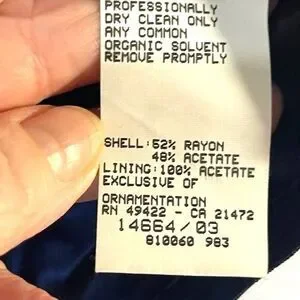 PROFESSIONALLY
DRY CLEAN ONLY
ANY COMMON
ORGANIC SOLVENT
REMOVE PROMPTLY
SHELL:52% RAYON
48% ACETATE
LINING:100% ACETATE
EXCLUSIVE OF
ORNAMENTATION
RN 49422 - CA 21472
14664/03
810060 983